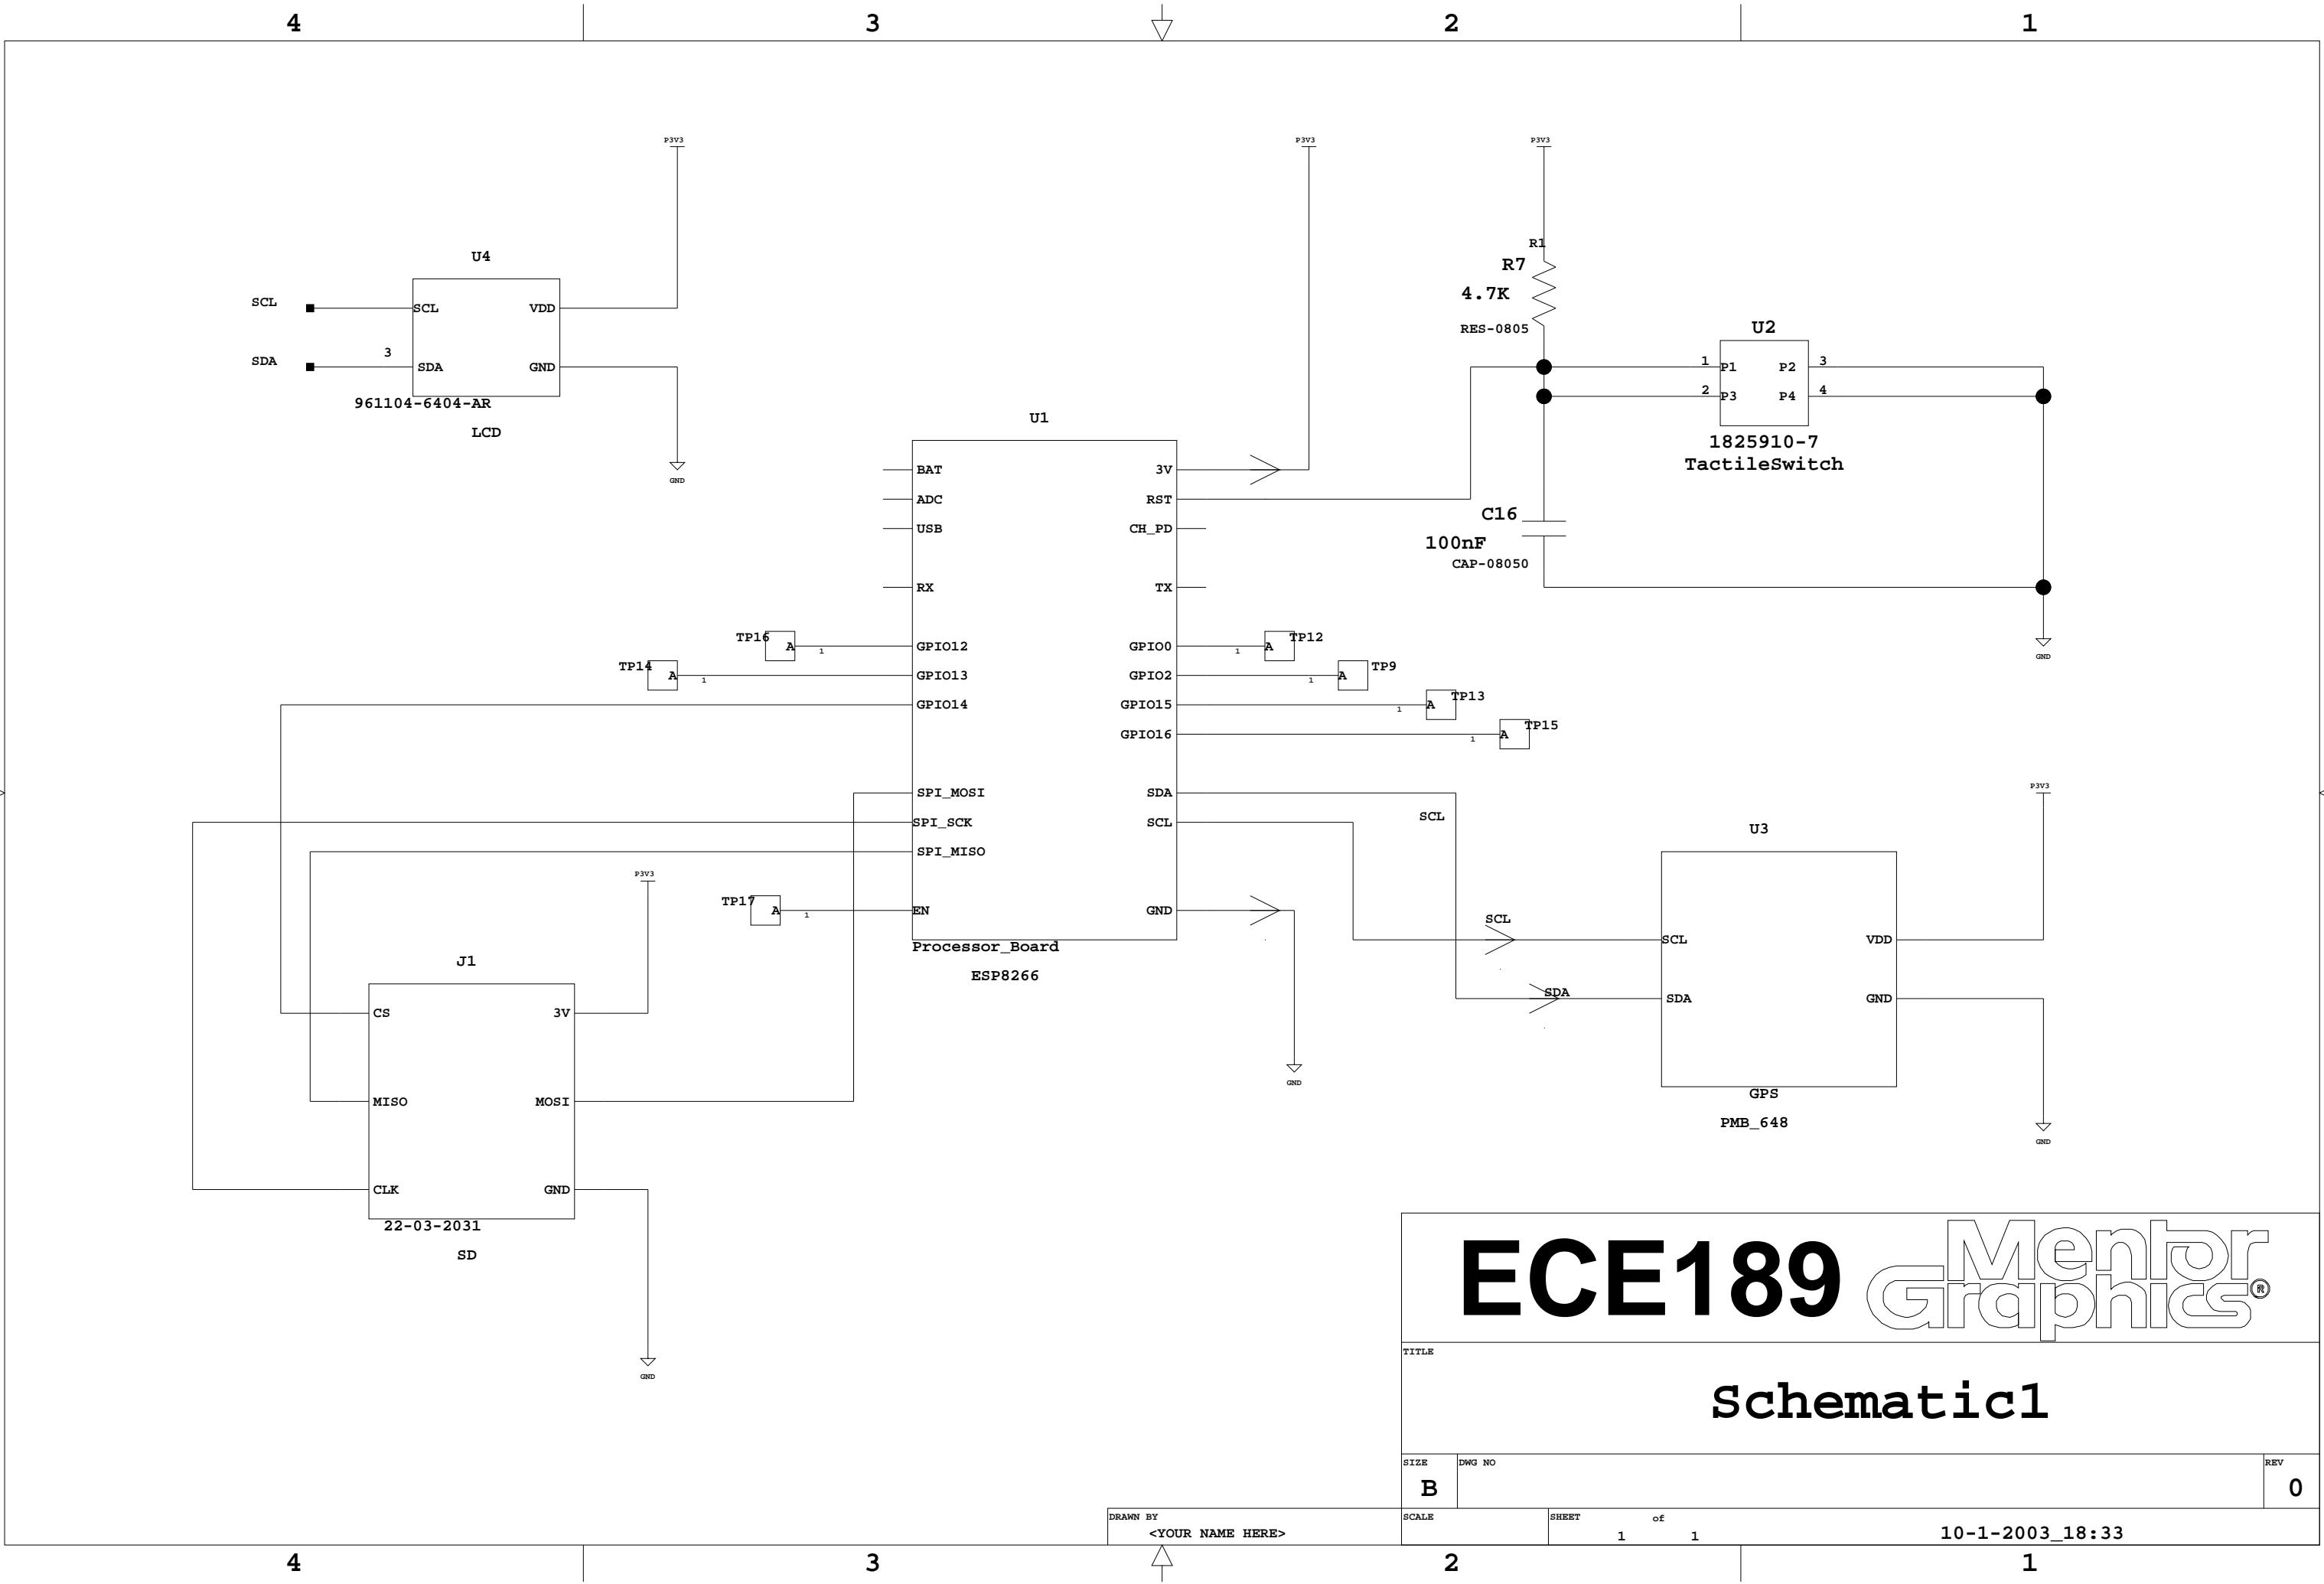 4 3 2 1
P3V3 P3V3 P3V3
U4
SCL SCL VDD
SDA 3 SDA GND
961104-6404-AR
LCD
GND
R1
R7
4.7K
RES-0805
U2
1 P1 P2 3
2 P3 P4 4
1825910-7
TactileSwitch
C16
100nF
CAP-08050
GND
U1
BAT 3V
ADC RST
USB CH_PD
RX TX
TP16 A 1 GPIO12 GPIO0 1 A TP12
TP14 A 1 GPIO13 GPIO2 1 A TP9
GPIO14 GPIO15 1 A TP13
GPIO16 1 A TP15
SPI_MOSI SDA
SPI_SCK SCL
SPI_MISO
TP17 A 1 EN GND
Processor_Board
ESP8266
GND
SCL
SCL
SDA
P3V3
U3
SCL VDD
SDA GND
GPS
PMB_648
GND
P3V3
J1
CS 3V
MISO MOSI
CLK GND
22-03-2031
SD
GND
ECE189 Mentor Graphics®
TITLE
Schematic1
SIZE DWG NO REV
B 0
DRAWN BY SCALE SHEET of
<YOUR NAME HERE> 1 1 10-1-2003_18:33
4 3 2 1